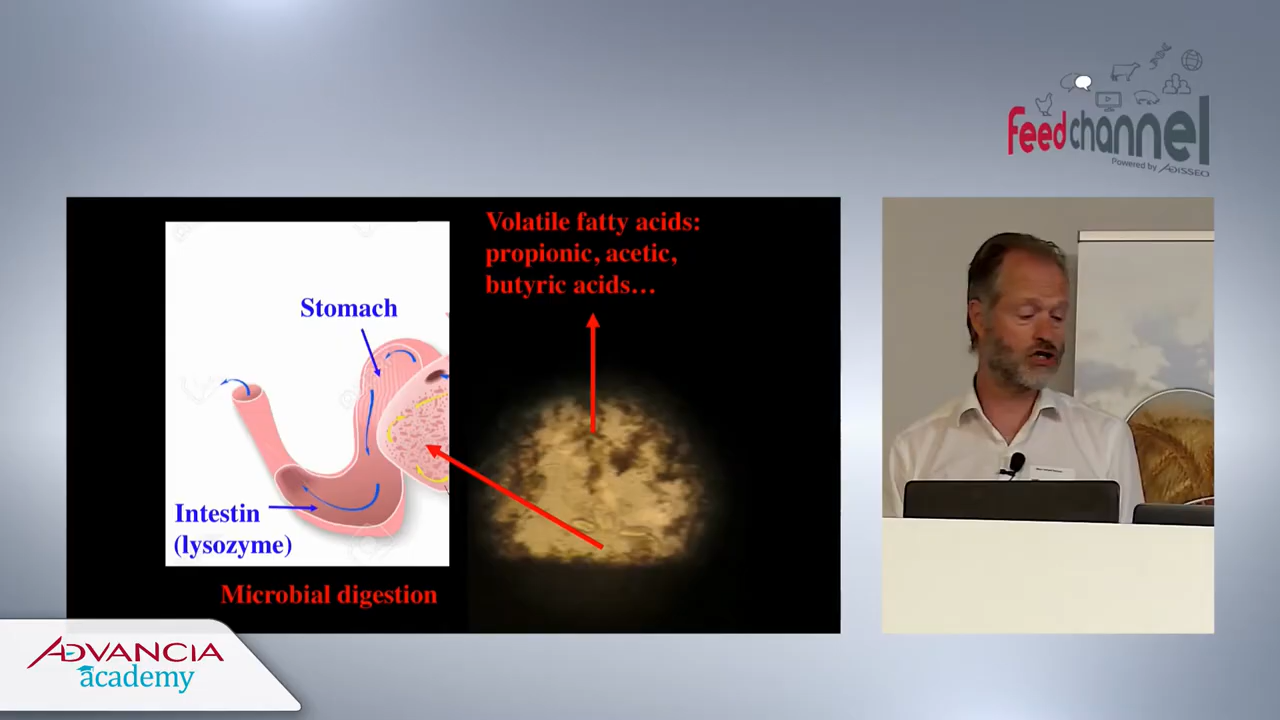 feedchannel
Powered by ADISSEO
Volatile fatty acids:
propionic, acetic,
butyric acids…
Stomach
Intestin
(lysozyme)
Microbial digestion
ADVANCIA
academy